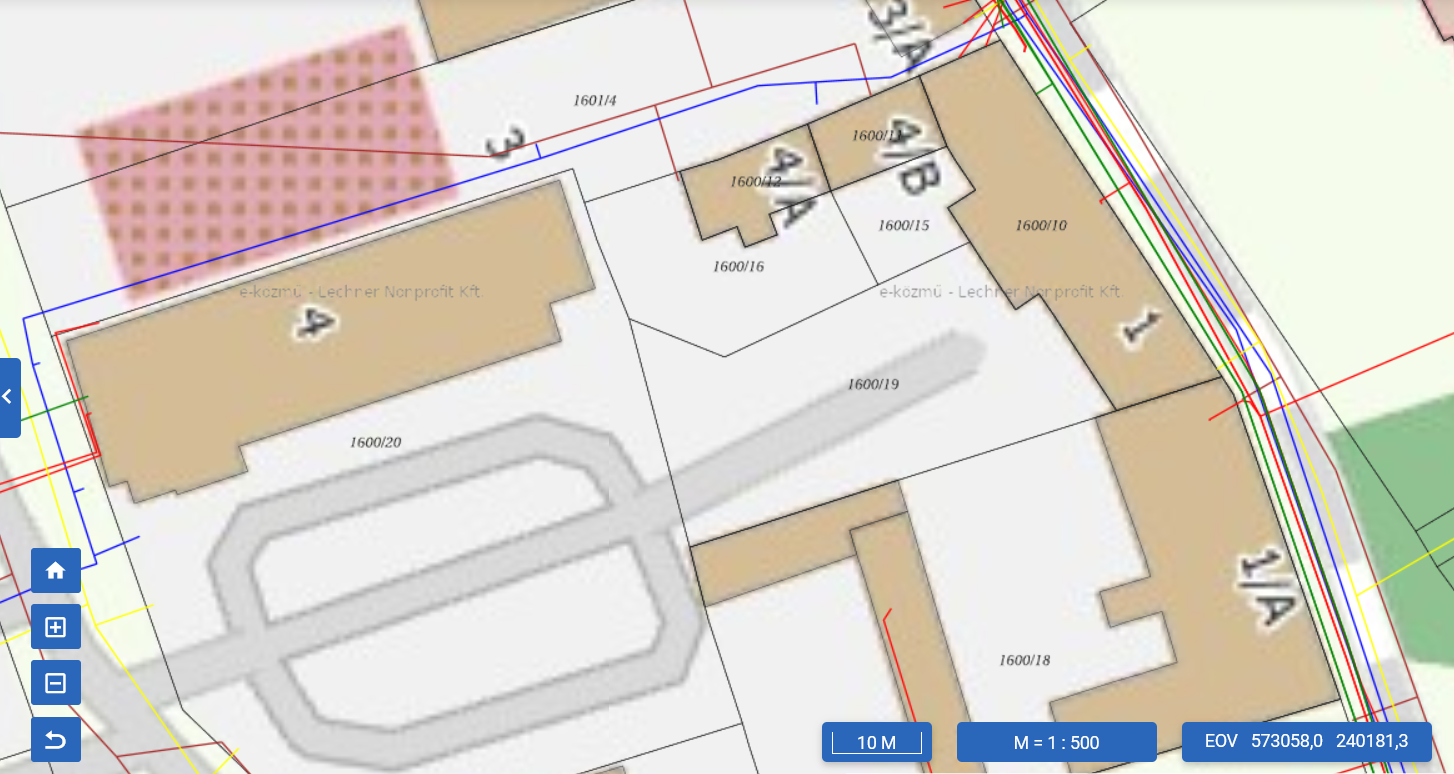 3/A
1601/4
3
1600/11
4/B
4/A
1600/12
1600/15
1600/10
1600/16
e-közmű - Lechner Nonprofit Kft
e-közmű - Lechner Nonprofit Kft
4
1
1600/19
1600/20
1/A
1600/18
10 M
M = 1 : 500
EOV 573058,0 240181,3